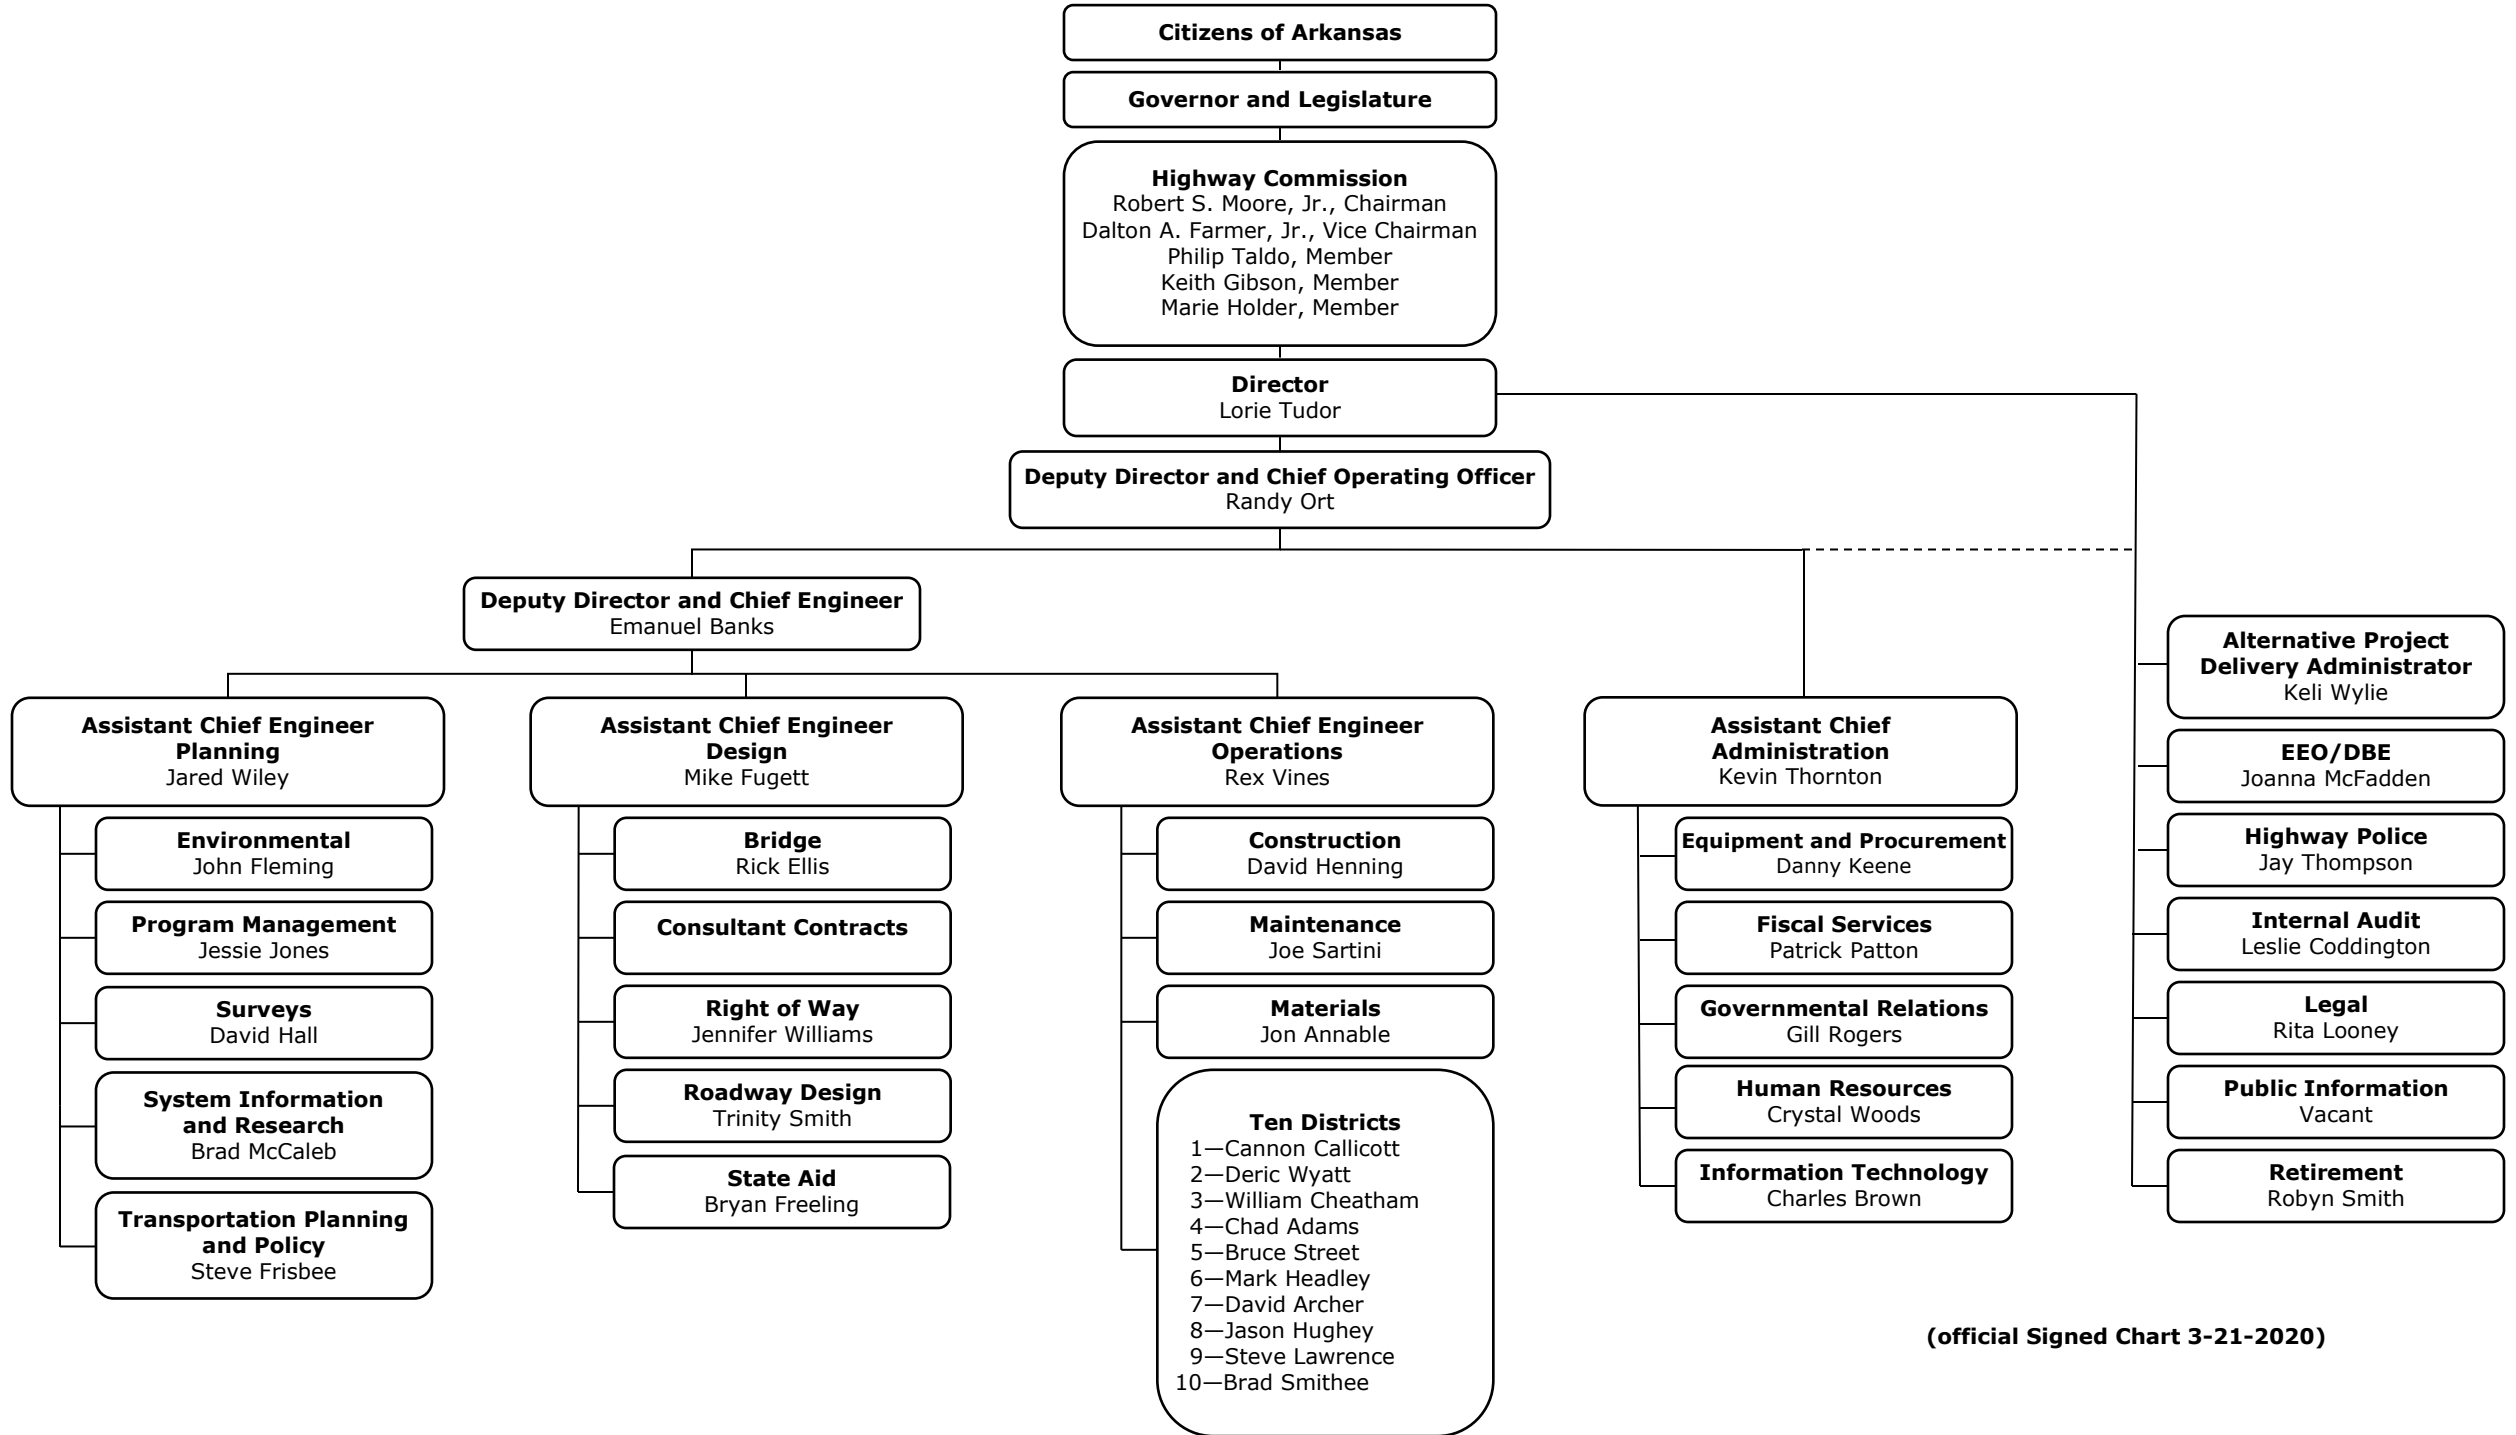 Citizens of Arkansas
Governor and Legislature
Highway Commission
Robert S. Moore, Jr., Chairman
Dalton A. Farmer, Jr., Vice Chairman
Philip Taldo, Member
Keith Gibson, Member
Marie Holder, Member
Director
Lorie Tudor
Deputy Director and Chief Operating Officer
Randy Ort
Deputy Director and Chief Engineer
Emanuel Banks
Assistant Chief Engineer
Planning
Jared Wiley
Environmental
John Fleming
Program Management
Jessie Jones
Surveys
David Hall
System Information
and Research
Brad McCaleb
Transportation Planning
and Policy
Steve Frisbee
Assistant Chief Engineer
Design
Mike Fugett
Bridge
Rick Ellis
Consultant Contracts
Right of Way
Jennifer Williams
Roadway Design
Trinity Smith
State Aid
Bryan Freeling
Assistant Chief Engineer
Operations
Rex Vines
Construction
David Henning
Maintenance
Joe Sartini
Materials
Jon Annable
Ten Districts
1—Cannon Callicott
2—Deric Wyatt
3—William Cheatham
4—Chad Adams
5—Bruce Street
6—Mark Headley
7—David Archer
8—Jason Hughey
9—Steve Lawrence
10—Brad Smithee
Assistant Chief
Administration
Kevin Thornton
Equipment and Procurement
Danny Keene
Fiscal Services
Patrick Patton
Governmental Relations
Gill Rogers
Human Resources
Crystal Woods
Information Technology
Charles Brown
Alternative Project
Delivery Administrator
Keli Wylie
EEO/DBE
Joanna McFadden
Highway Police
Jay Thompson
Internal Audit
Leslie Coddington
Legal
Rita Looney
Public Information
Vacant
Retirement
Robyn Smith
(official Signed Chart 3-21-2020)